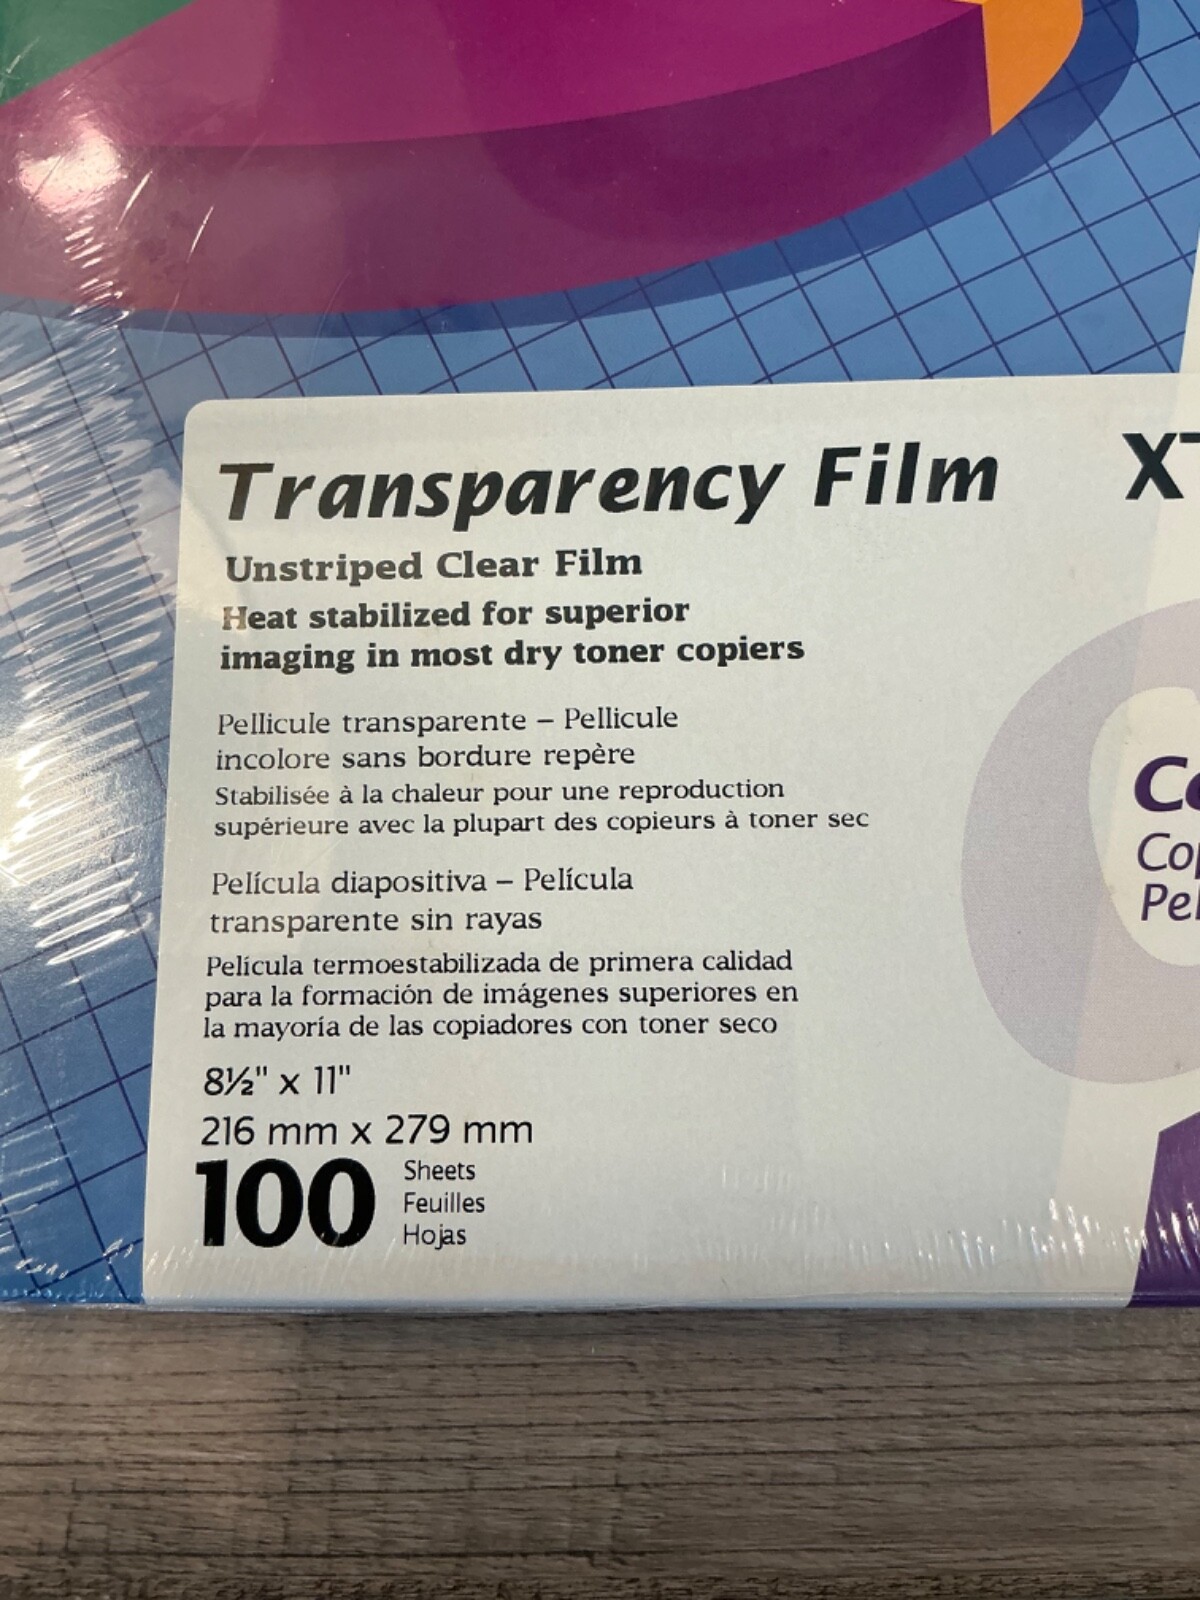 Transparency Film
Unstriped Clear Film
Heat stabilized for superior
imaging in most dry toner copiers
Pellicule transparente – Pellicule
incolore sans bordure repère
Stabilisée à la chaleur pour une reproduction
supérieure avec la plupart des copieurs à toner sec
Película diapositiva – Película
transparente sin rayas
Película termoestabilizada de primera calidad
para la formación de imágenes superiores en
la mayoría de las copiadores con toner seco
8½" x 11"
216 mm x 279 mm
100 Sheets
Feuilles
Hojas